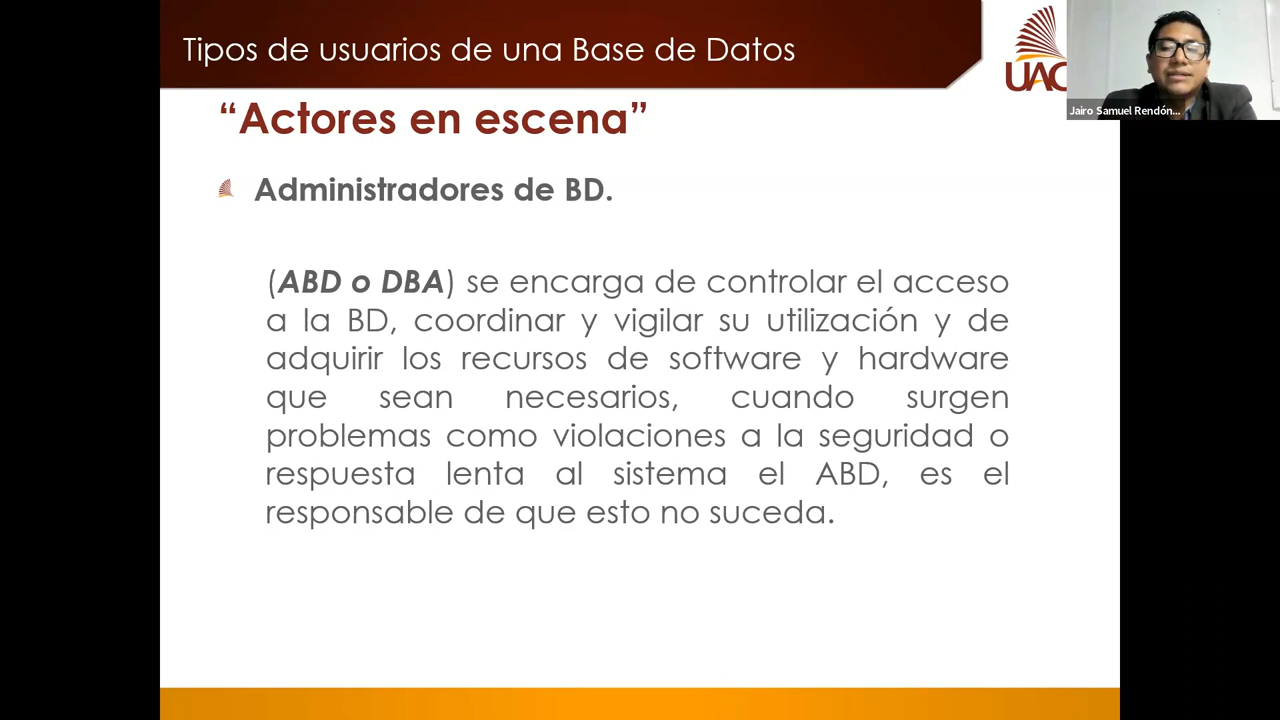 Tipos de usuarios de una Base de Datos
UAC
Jairo Samuel Rendón...
“Actores en escena”
Administradores de BD.
(ABD o DBA) se encarga de controlar el acceso
a la BD, coordinar y vigilar su utilización y de
adquirir los recursos de software y hardware
que sean necesarios, cuando surgen
problemas como violaciones a la seguridad o
respuesta lenta al sistema el ABD, es el
responsable de que esto no suceda.